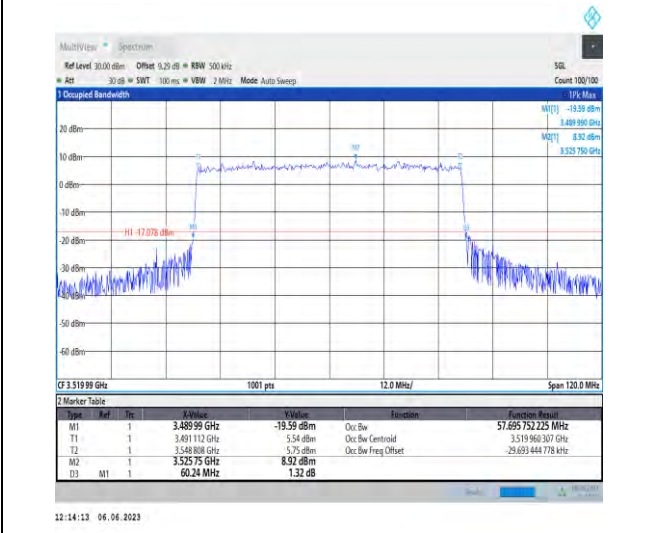 MultiView Spectrum
Ref Level 30.00 dBm Offset 9.29 dB RBW 500 kHz SGL
Att 30 dB SWT 100 ms VBW 2 MHz Mode Auto Sweep Count 100/100
1 Occupied Bandwidth 1Pk Max
M1[1] -19.59 dBm
3.489 990 GHz
M2[1] 8.92 dBm
3.525 750 GHz
20 dBm
10 dBm
M2
T1
0 dBm
-10 dBm
H1 -17.078 dBm
M1
-20 dBm
-30 dBm
-40 dBm
-50 dBm
-60 dBm
CF 3.519 99 GHz 1001 pts 12.0 MHz/ Span 120.0 MHz
2 Marker Table
Type Ref Trc X-Value Y-Value Function Function Result
M1 1 3.489 99 GHz -19.59 dBm Occ Bw 57.695 752 225 MHz
T1 1 3.491 112 GHz 5.54 dBm Occ Bw Centroid 3.519 960 307 GHz
T2 1 3.548 808 GHz 5.75 dBm Occ Bw Freq Offset -29.693 444 778 kHz
M2 1 3.525 75 GHz 8.92 dBm
D3 M1 1 60.24 MHz 1.32 dB
12:14:13 06.06.2023